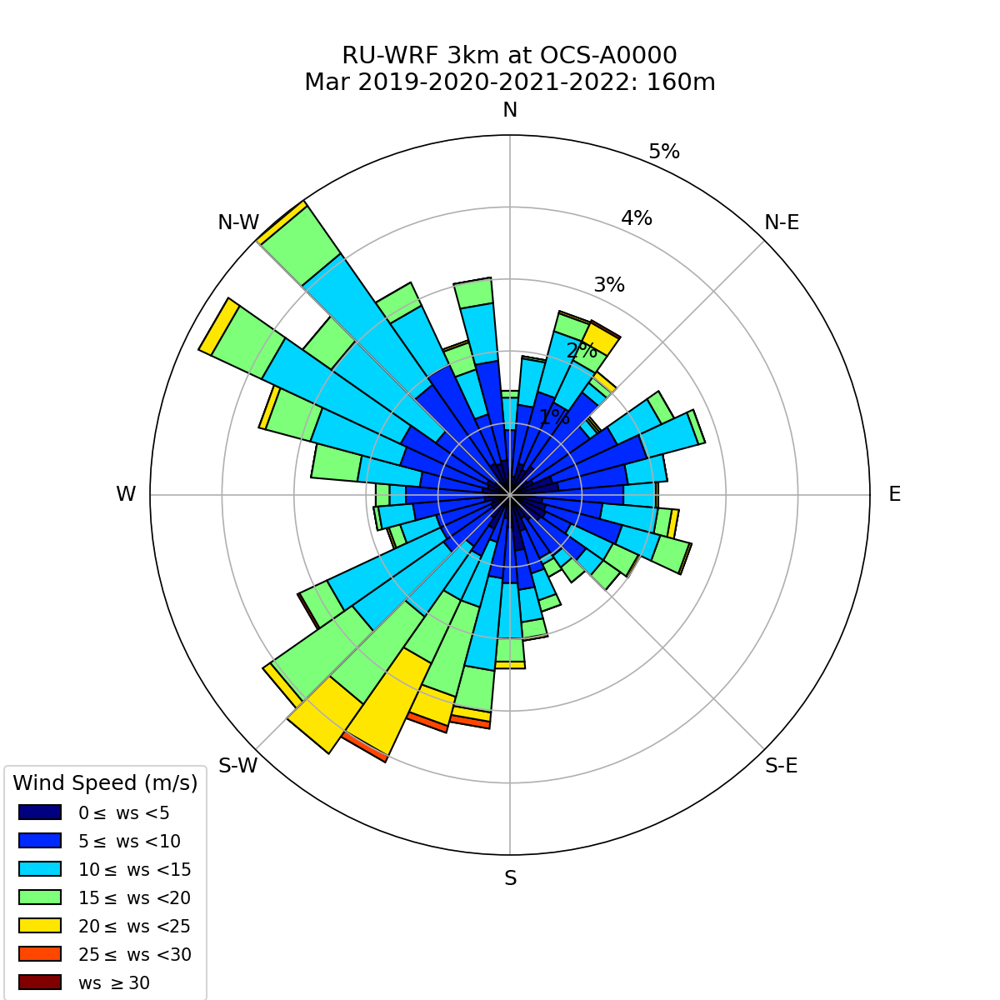 RU-WRF 3km at OCS-A0000
Mar 2019-2020-2021-2022: 160m
N
5%
N-W
4%
N-E
3%
2%
1%
W
E
S-W
S-E
S
Wind Speed (m/s)
0 ≤ ws <5
5 ≤ ws <10
10 ≤ ws <15
15 ≤ ws <20
20 ≤ ws <25
25 ≤ ws <30
ws ≥ 30